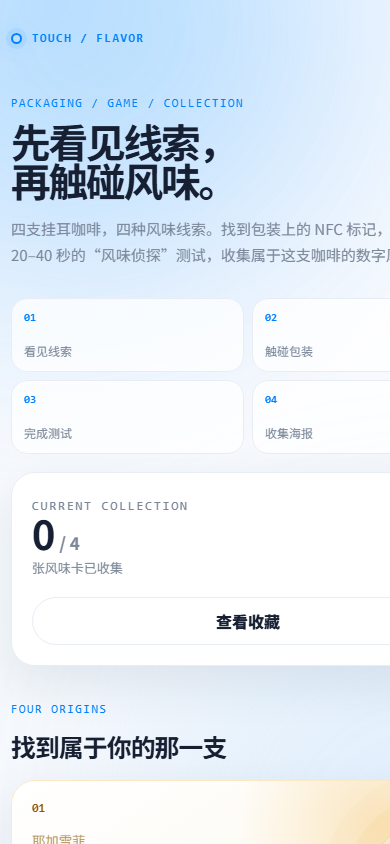 TOUCH / FLAVOR
PACKAGING / GAME / COLLECTION
先看见线索，
再触碰风味。
四支挂耳咖啡，四种风味线索。找到包装上的 NFC 标记，
20–40 秒的“风味侦探”测试，收集属于这支咖啡的数字
01
看见线索
02
触碰包装
03
完成测试
04
收集海报
CURRENT COLLECTION
0 / 4
张风味卡已收集
查看收藏
FOUR ORIGINS
找到属于你的那一支
01
耶加雪菲